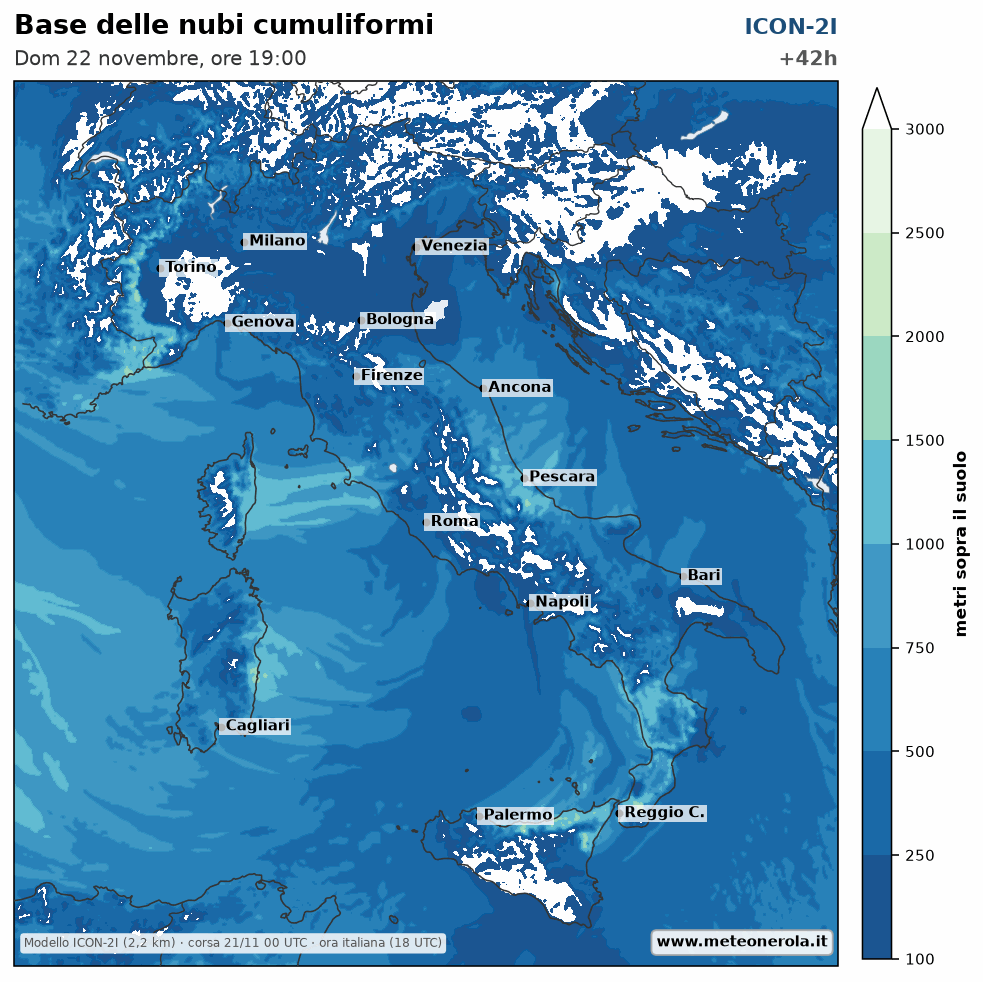 Base delle nubi cumuliformi
ICON-2I
Dom 22 novembre, ore 19:00
+42h
Milano
Venezia
Torino
Genova
Bologna
Firenze
Ancona
Pescara
Roma
Bari
Napoli
Cagliari
Palermo
Reggio C.
3000
2500
2000
1500
1000
750
500
250
100
metri sopra il suolo
Modello ICON-2I (2,2 km) · corsa 21/11 00 UTC · ora italiana (18 UTC)
www.meteonerola.it